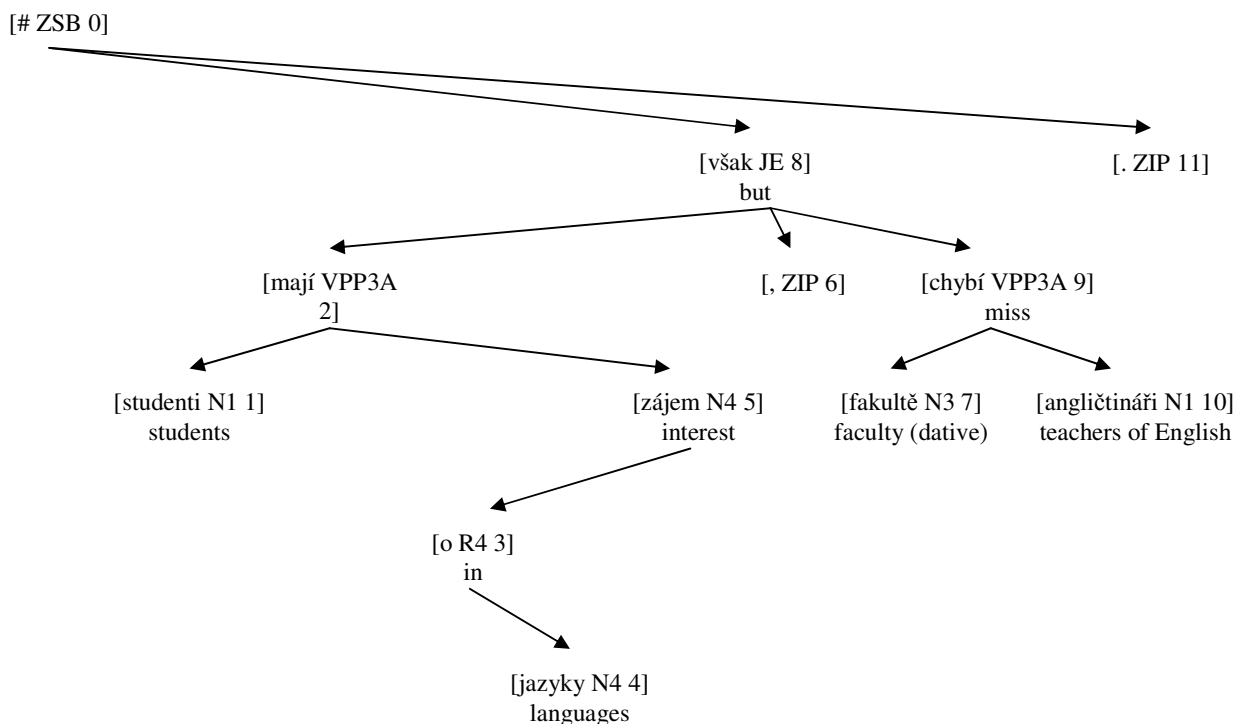 [# ZSB 0]
[však JE 8]
but
[. ZIP 11]
[mají VPP3A
2]
[, ZIP 6]
[chybí VPP3A 9]
miss
[studenti N1 1]
students
[zájem N4 5]
interest
[fakultě N3 7]
faculty (dative)
[angličtináři N1 10]
teachers of English
[o R4 3]
in
[jazyky N4 4]
languages